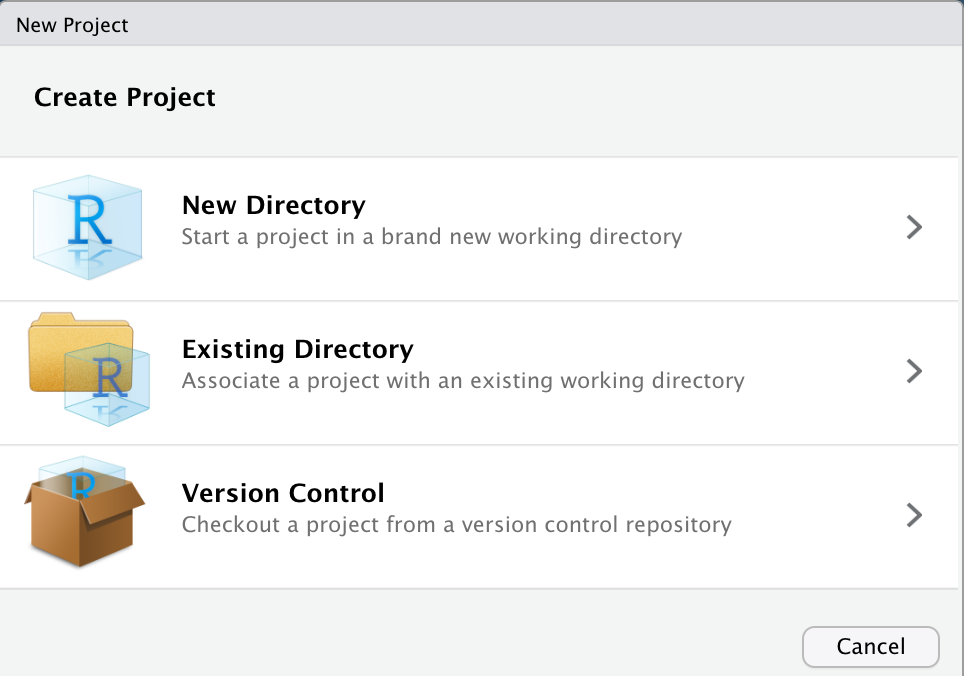 New Project
Create Project
R
New Directory
Start a project in a brand new working directory
R
Existing Directory
Associate a project with an existing working directory
R
Version Control
Checkout a project from a version control repository
Cancel